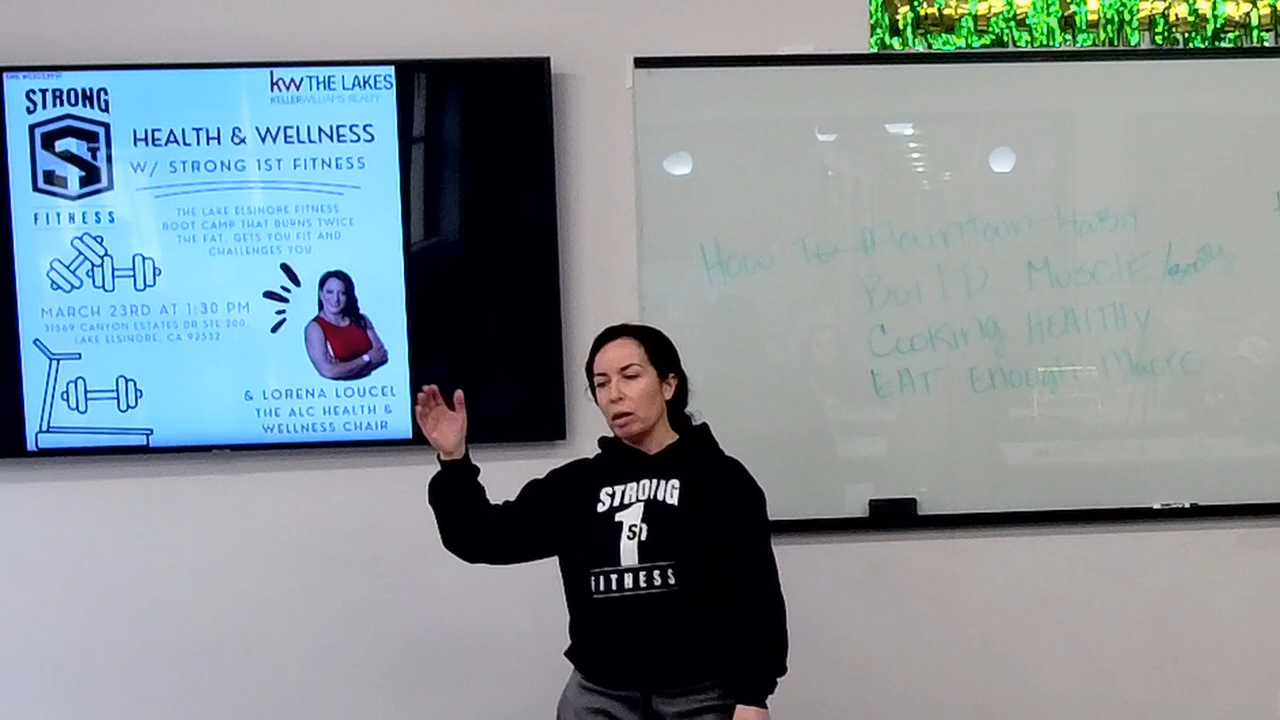 STRONG
ST
FITNESS
kw THE LAKES
KELLERWILLIAMS REALTY
HEALTH & WELLNESS
W/ STRONG 1ST FITNESS
THE LAKE ELSINORE FITNESS
BOOT CAMP THAT BURNS TWICE
THE FAT, GETS YOU FIT AND
CHALLENGES YOU
MARCH 23RD AT 1:30 PM
31569 CANYON ESTATES DR STE 200,
LAKE ELSINORE, CA 92532
& LORENA LOUCEL
THE ALC HEALTH &
WELLNESS CHAIR
How To Maintain Habit
BuilD MUSCLE/
Cooking HEAlTHy
EAT Enough Macro
STRONG
1ST
FITNESS